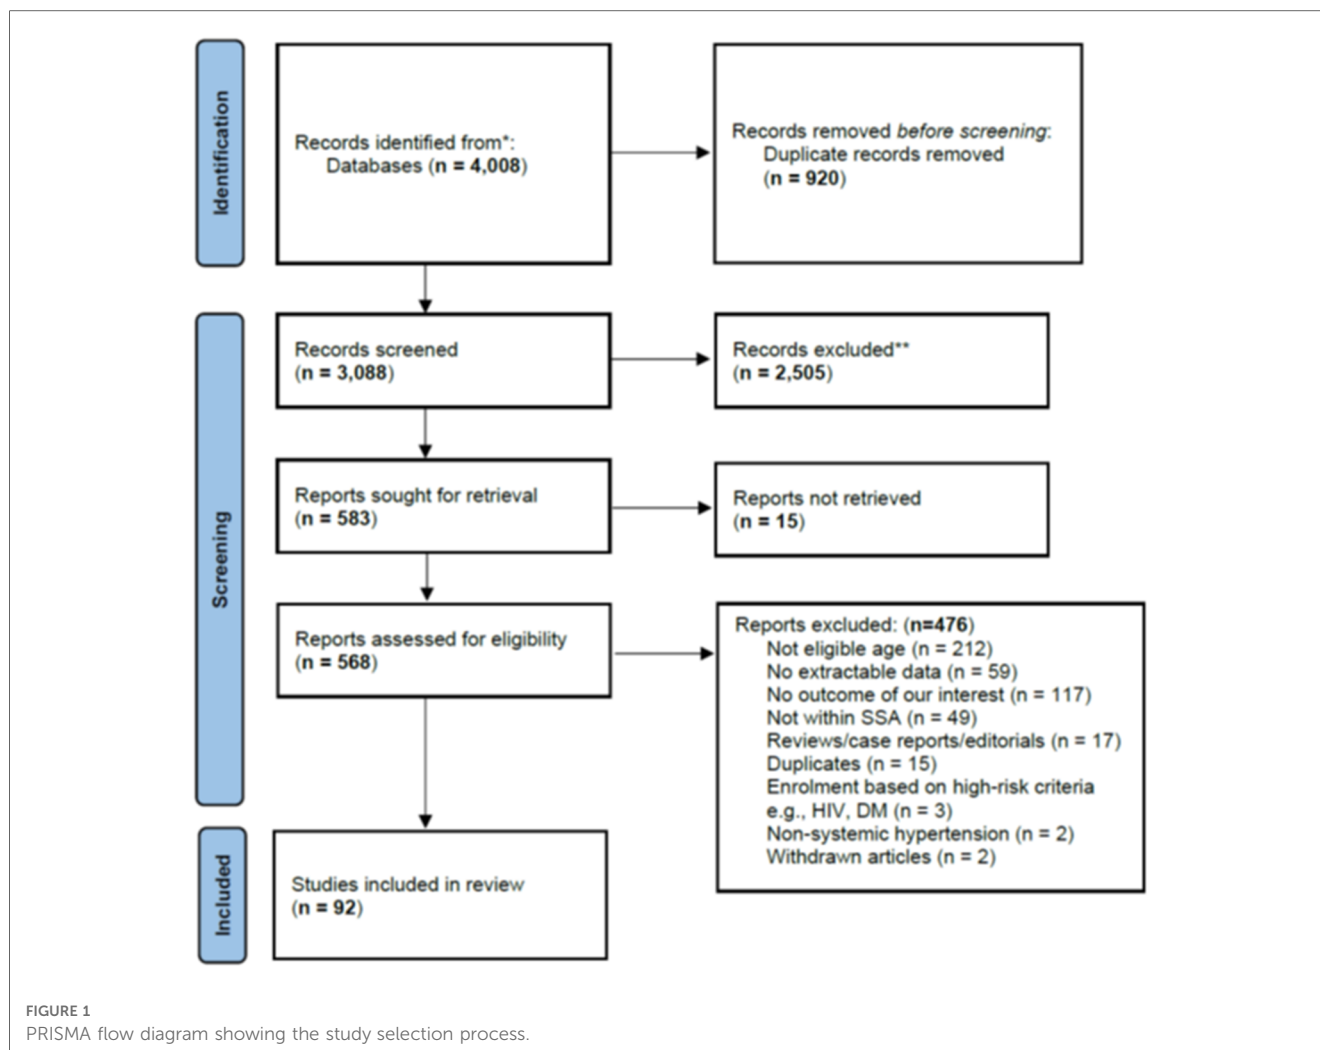 Identification
Records identified from*:
Databases (n = 4,008)
Records removed before screening:
Duplicate records removed
(n = 920)
Screening
Records screened
(n = 3,088)
Records excluded**
(n = 2,505)
Reports sought for retrieval
(n = 583)
Reports not retrieved
(n = 15)
Reports assessed for eligibility
(n = 568)
Reports excluded: (n=476)
Not eligible age (n = 212)
No extractable data (n = 59)
No outcome of our interest (n = 117)
Not within SSA (n = 49)
Reviews/case reports/editorials (n = 17)
Duplicates (n = 15)
Enrolment based on high-risk criteria
e.g., HIV, DM (n = 3)
Non-systemic hypertension (n = 2)
Withdrawn articles (n = 2)
Included
Studies included in review
(n = 92)
FIGURE 1
PRISMA flow diagram showing the study selection process.